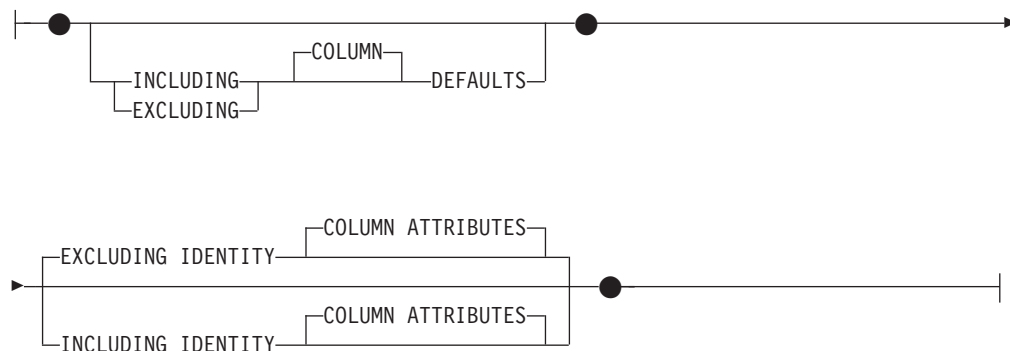 COLUMN
INCLUDING DEFAULTS
EXCLUDING
COLUMN ATTRIBUTES
EXCLUDING IDENTITY
COLUMN ATTRIBUTES
INCLUDING IDENTITY